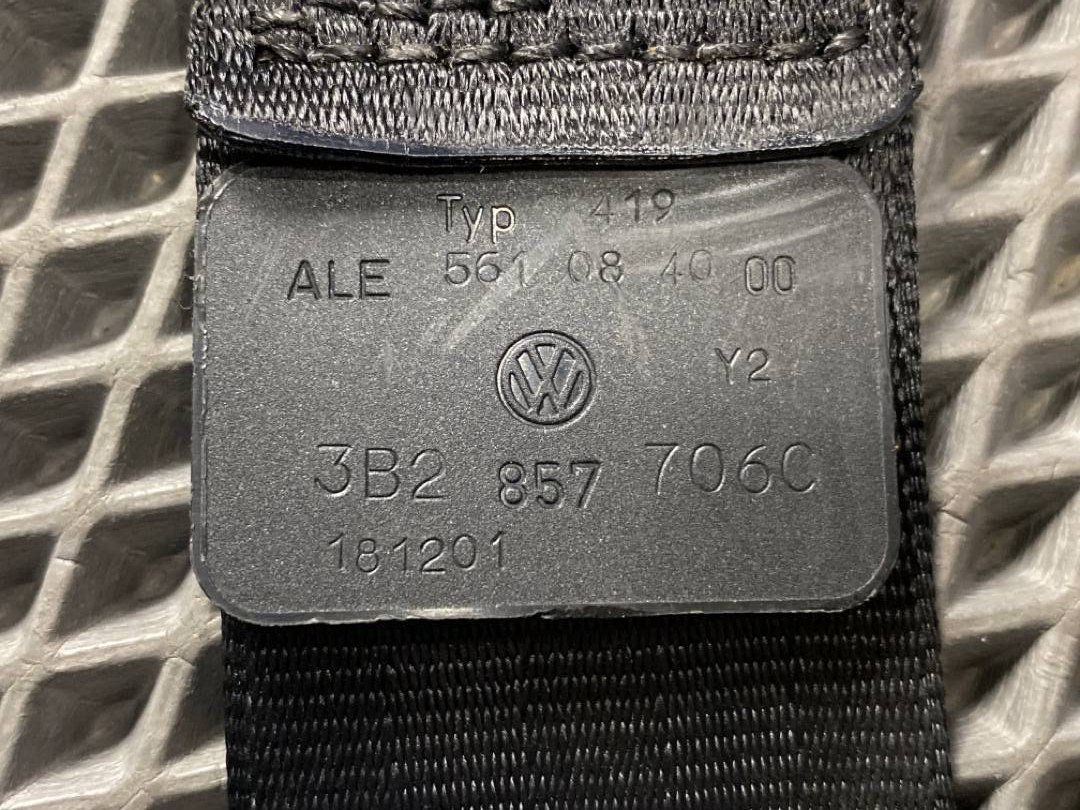 Typ 419
ALE 561 08 40 00
Y2
3B2 857 706C
181201